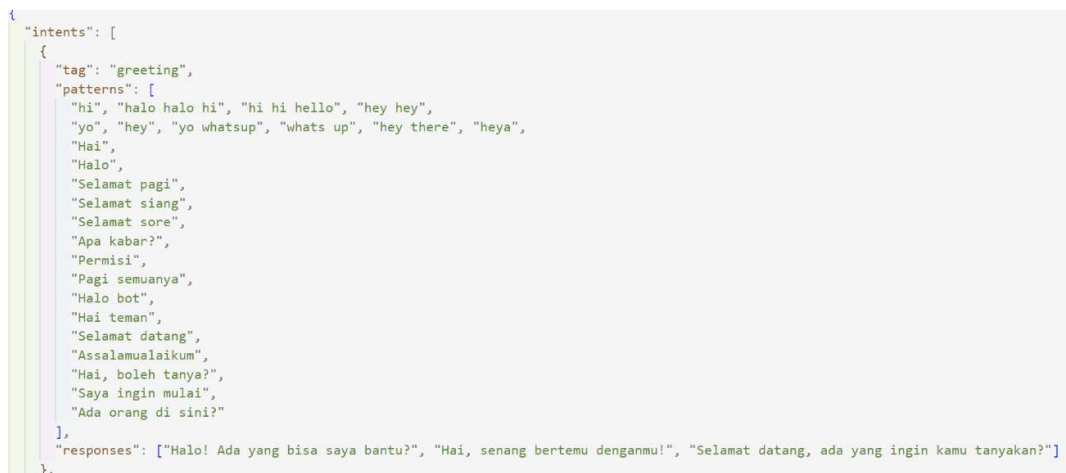 {
"intents": [
{
"tag": "greeting",
"patterns": [
"hi", "halo halo hi", "hi hi hello", "hey hey",
"yo", "hey", "yo whatsup", "whats up", "hey there", "heya",
"Hai",
"Halo",
"Selamat pagi",
"Selamat siang",
"Selamat sore",
"Apa kabar?",
"Permisi",
"Pagi semuanya",
"Halo bot",
"Hai teman",
"Selamat datang",
"Assalamualaikum",
"Hai, boleh tanya?",
"Saya ingin mulai",
"Ada orang di sini?"
],
"responses": ["Halo! Ada yang bisa saya bantu?", "Hai, senang bertemu denganmu!", "Selamat datang, ada yang ingin kamu tanyakan?"]
},